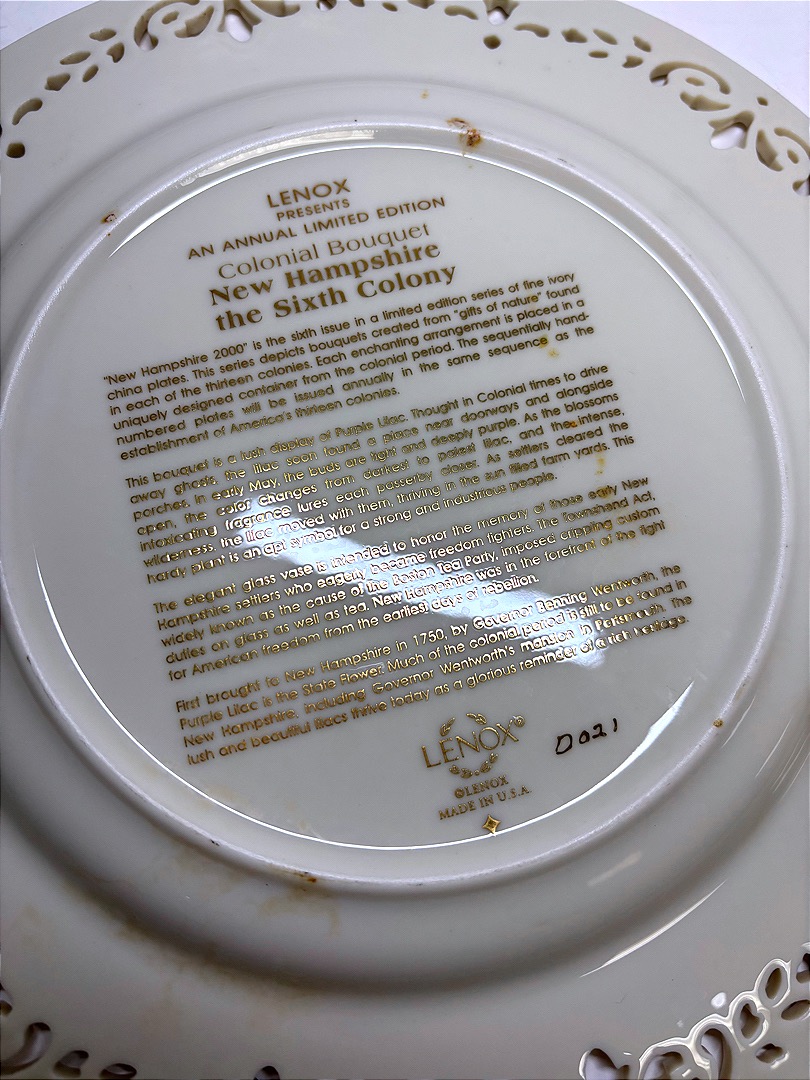 LENOX
PRESENTS
AN ANNUAL LIMITED EDITION
Colonial Bouquet
New Hampshire
the Sixth Colony
"New Hampshire 2000" is the sixth issue in a limited edition series of fine ivory
china plates. This series depicts bouquets created from "gifts of nature" found
in each of the thirteen colonies. Each enchanting arrangement is placed in a
uniquely designed container from the colonial period. The sequentially hand-
numbered plates will be issued annually in the same sequence as the
establishment of America's thirteen colonies.
This bouquet is a lush display of Purple Lilac. Thought in Colonial times to drive
away ghosts, the lilac soon found a place near doorways and alongside
porches. In early May, the buds are tight and deeply purple. As the blossoms
open, the color changes from darkest to palest lilac, and the intense,
intoxicating fragrance lures each passerby closer. As settlers cleared the
wilderness, the lilac moved with them, thriving in the sun filled farm yards. This
hardy plant is an apt symbol for a strong and industrious people.
The elegant glass vase is intended to honor the memory of those early New
Hampshire settlers who eagerly became freedom fighters. The Townshend Act,
widely known as the cause of the Boston Tea Party, imposed crippling custom
duties on glass as well as tea. New Hampshire was in the forefront of the fight
for American freedom from the earliest days of rebellion.
First brought to New Hampshire in 1750, by Governor Benning Wentworth, the
Purple Lilac is the State Flower. Much of the colonial period is still to be found in
New Hampshire, including Governor Wentworth's mansion in Portsmouth. The
lush and beautiful lilacs thrive today as a glorious reminder of a rich heritage.
LENOX®
D021
©LENOX
MADE IN U.S.A.